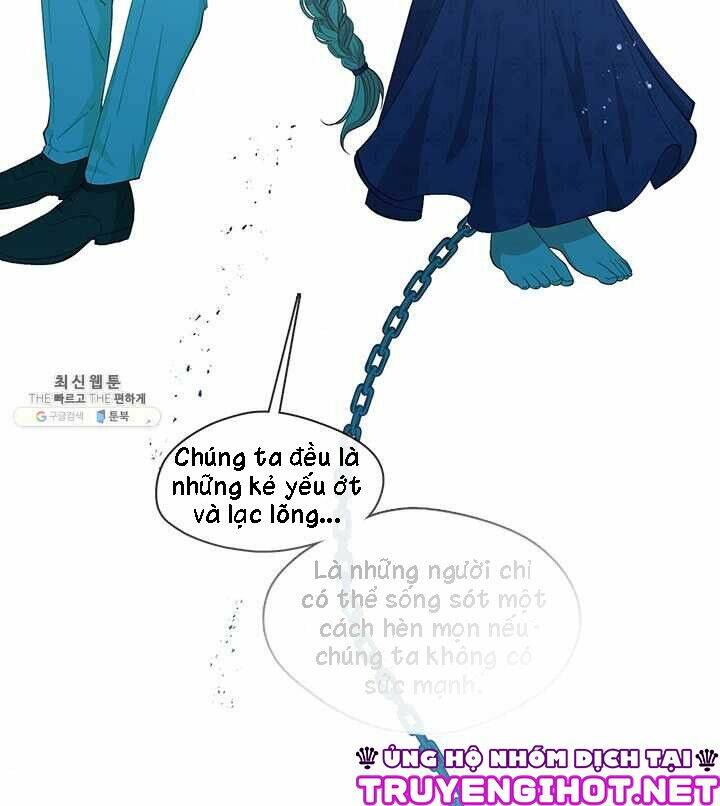 최신웹툰
THE 빠르고 THE 편하게
구글검색 툰북
Chúng ta đều là
những kẻ yếu ớt
và lạc lõng...
Là những người chỉ
có thể sống sót một
cách hèn mọn nếu
chúng ta không có
sức mạnh.
ỦNG HỘ NHÓM DỊCH TẠI
TRUYENGIHOT.NET